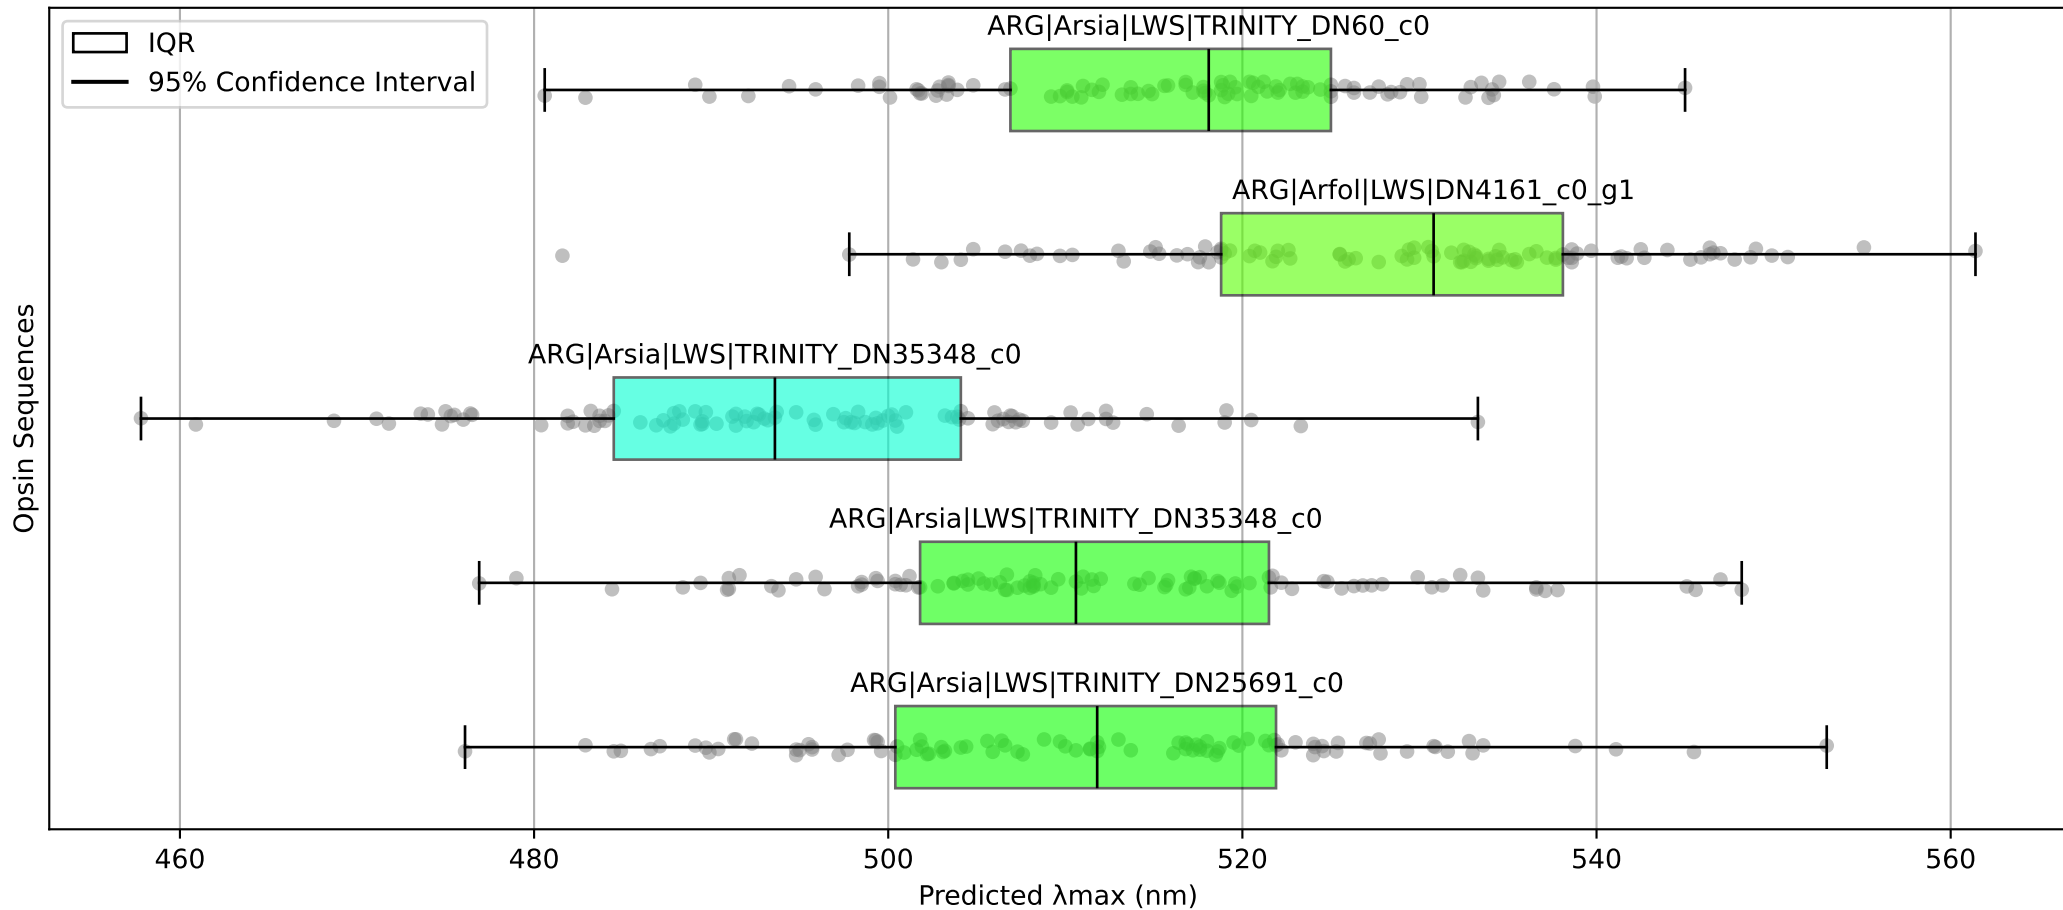 IQR
95% Confidence Interval
ARG|Arsia|LWS|TRINITY_DN60_c0
ARG|Arfol|LWS|DN4161_c0_g1
ARG|Arsia|LWS|TRINITY_DN35348_c0
ARG|Arsia|LWS|TRINITY_DN35348_c0
ARG|Arsia|LWS|TRINITY_DN25691_c0
Opsin Sequences
460 480 500 520 540 560
Predicted λmax (nm)